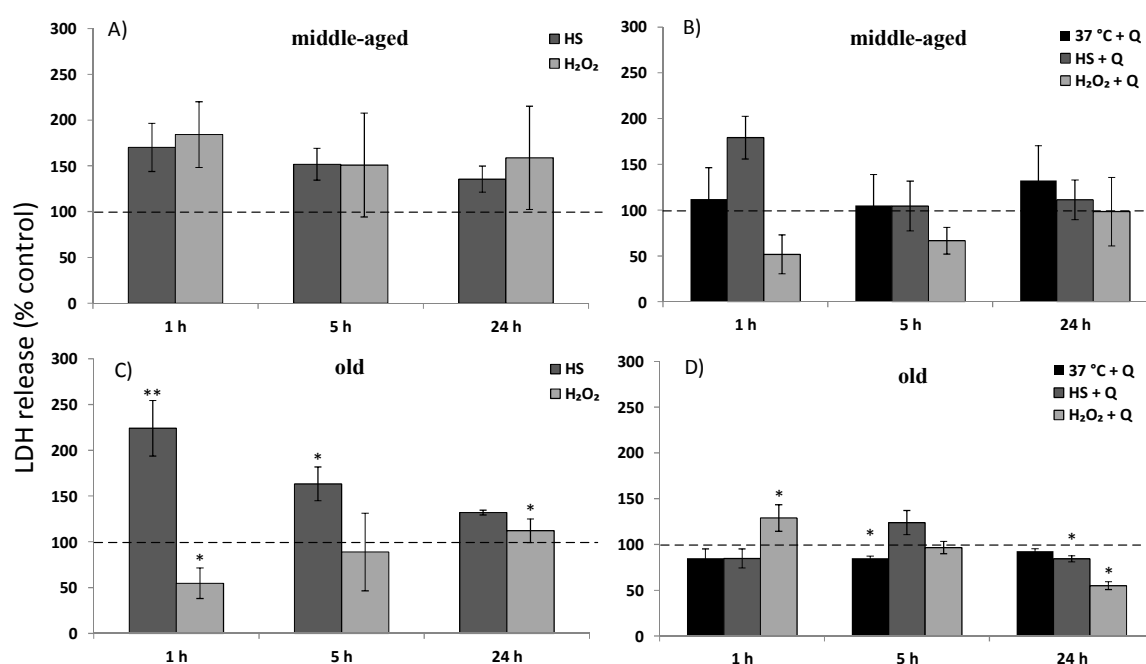 LDH release (% control)
A)
middle-aged
HS
H₂O₂
300
250
200
150
100
50
0
1 h
5 h
24 h
B)
middle-aged
37 °C + Q
HS + Q
H₂O₂ + Q
300
250
200
150
100
50
0
1 h
5 h
24 h
C)
old
HS
H₂O₂
300
250
200
150
100
50
0
**
*
*
*
1 h
5 h
24 h
D)
old
37 °C + Q
HS + Q
H₂O₂ + Q
300
250
200
150
100
50
0
*
*
*
*
1 h
5 h
24 h